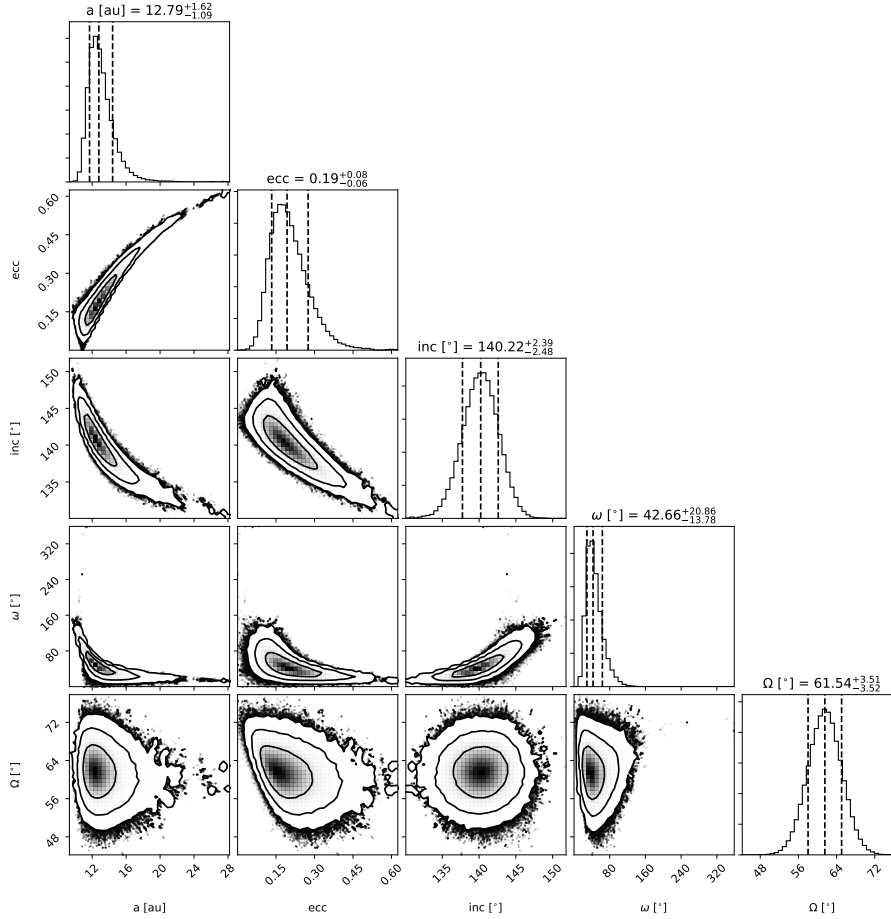 a [au] = 12.79 +1.62 −1.09
ecc = 0.19 +0.08 −0.06
0.60
0.45
0.30
0.15
ecc
inc [°] = 140.22 +2.39 −2.48
150
145
140
135
inc [°]
ω [°] = 42.66 +20.86 −13.78
320
240
160
80
ω [°]
Ω [°] = 61.54 +3.51 −3.52
72
64
56
48
Ω [°]
12 16 20 24 28
0.15 0.30 0.45 0.60
135 140 145 150
80 160 240 320
48 56 64 72
a [au] ecc inc [°] ω [°] Ω [°]